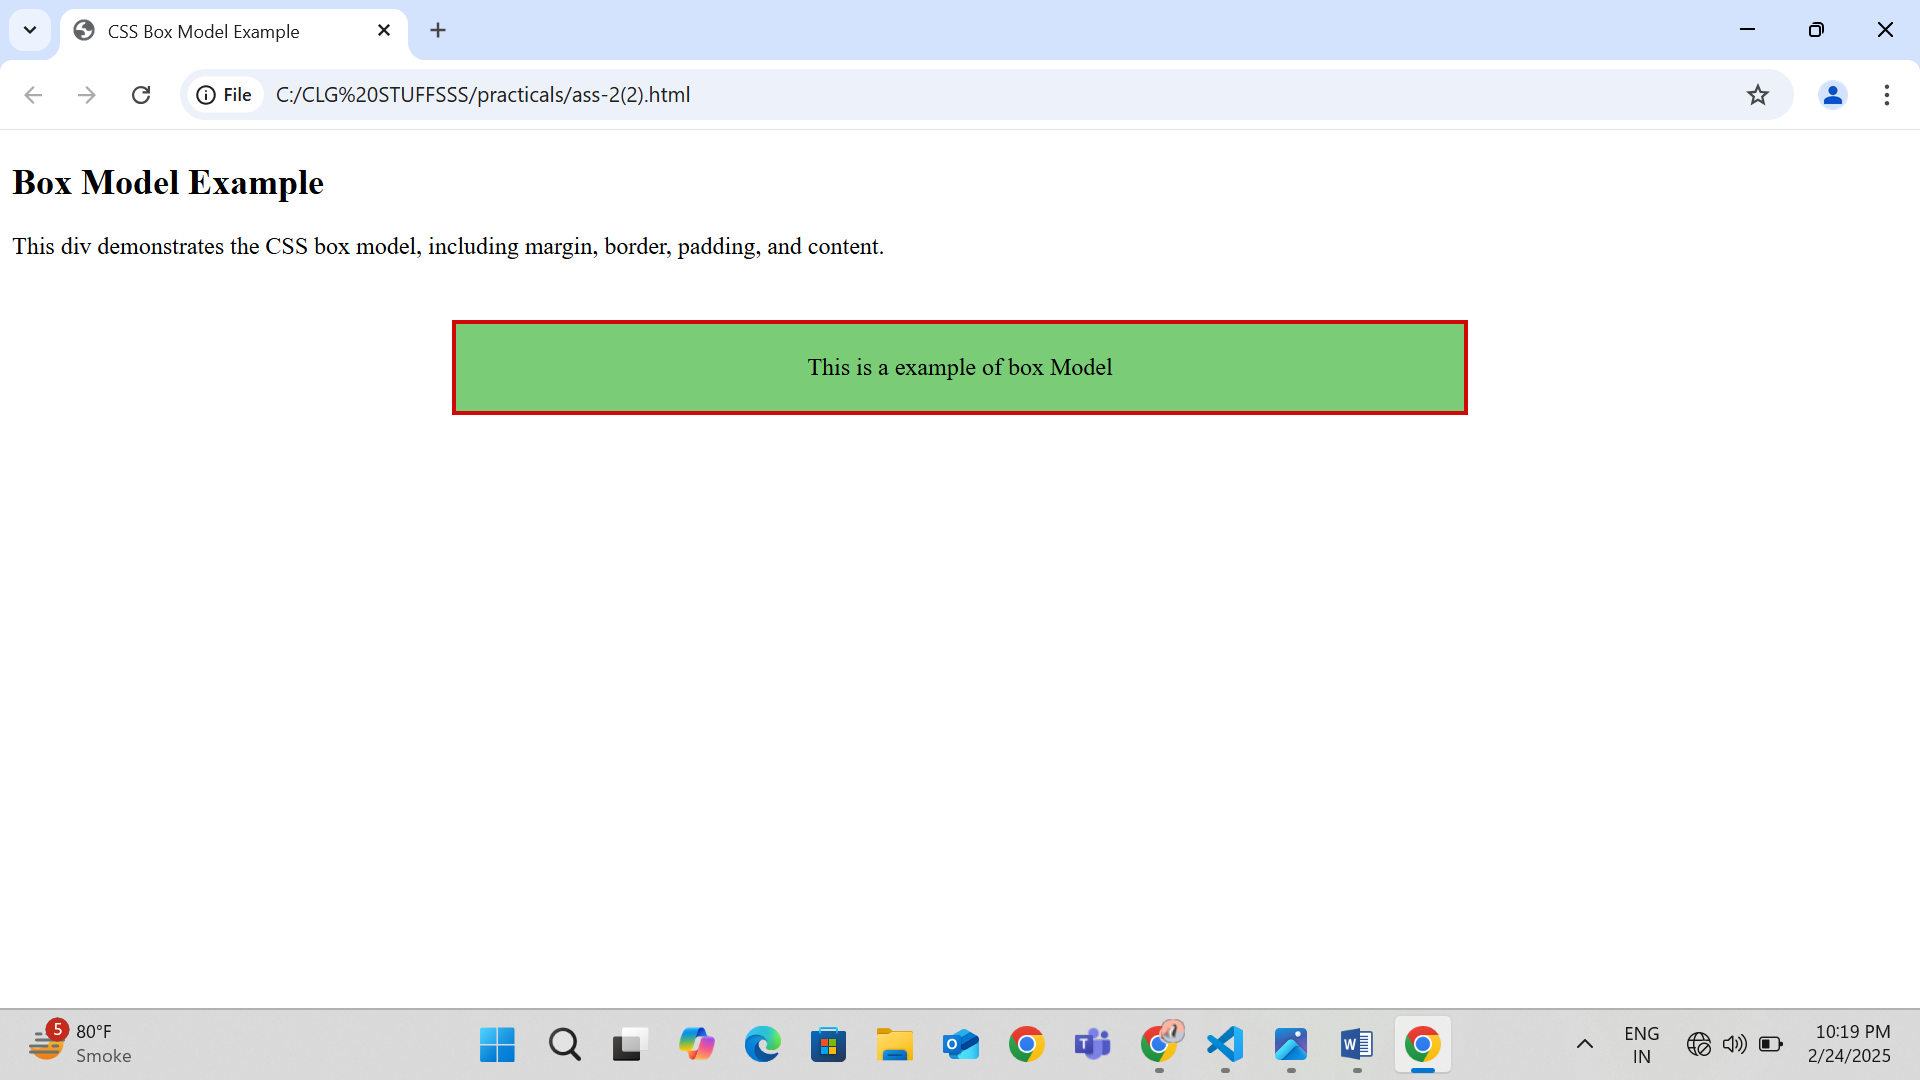 CSS Box Model Example
File
C:/CLG%20STUFFSSS/practicals/ass-2(2).html
Box Model Example
This div demonstrates the CSS box model, including margin, border, padding, and content.
This is a example of box Model
5
80°F
Smoke
ENG
IN
10:19 PM
2/24/2025